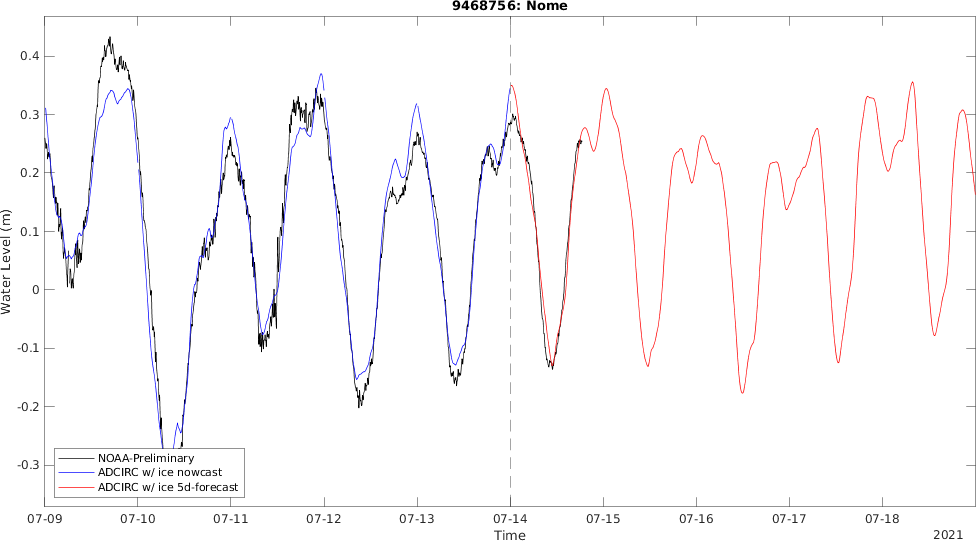 9468756: Nome
Water Level (m)
0.4
0.3
0.2
0.1
0
-0.1
-0.2
-0.3
NOAA-Preliminary
ADCIRC w/ ice nowcast
ADCIRC w/ ice 5d-forecast
07-09 07-10 07-11 07-12 07-13 07-14 07-15 07-16 07-17 07-18
Time
2021